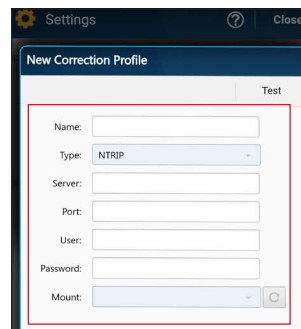 Settings
Close
New Correction Profile
Test
Name:
Type: NTRIP
Server:
Port:
User:
Password:
Mount: